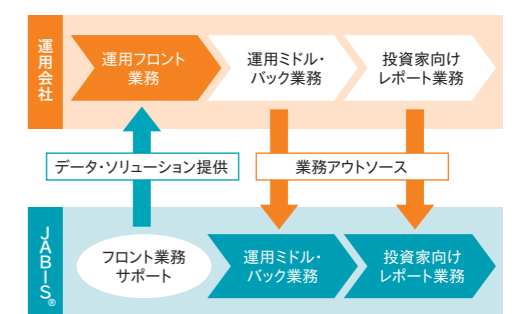 運用会社
運用フロント
業務
運用ミドル・
バック業務
投資家向け
レポート業務
データ・ソリューション提供
業務アウトソース
JABIS®
フロント業務
サポート
運用ミドル・
バック業務
投資家向け
レポート業務